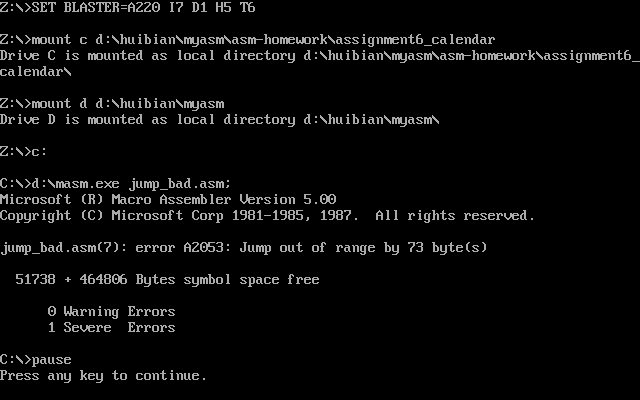 Z:\>SET BLASTER=A220 I7 D1 H5 T6
Z:\>mount c d:\huibian\myasm\asm-homework\assignment6_calendar
Drive C is mounted as local directory d:\huibian\myasm\asm-homework\assignment6_
calendar\
Z:\>mount d d:\huibian\myasm
Drive D is mounted as local directory d:\huibian\myasm\
Z:\>c:
C:\>d:\masm.exe jump_bad.asm;
Microsoft (R) Macro Assembler Version 5.00
Copyright (C) Microsoft Corp 1981-1985, 1987.  All rights reserved.
jump_bad.asm(7): error A2053: Jump out of range by 73 byte(s)
51738 + 464806 Bytes symbol space free
0 Warning Errors
1 Severe  Errors
C:\>pause
Press any key to continue.